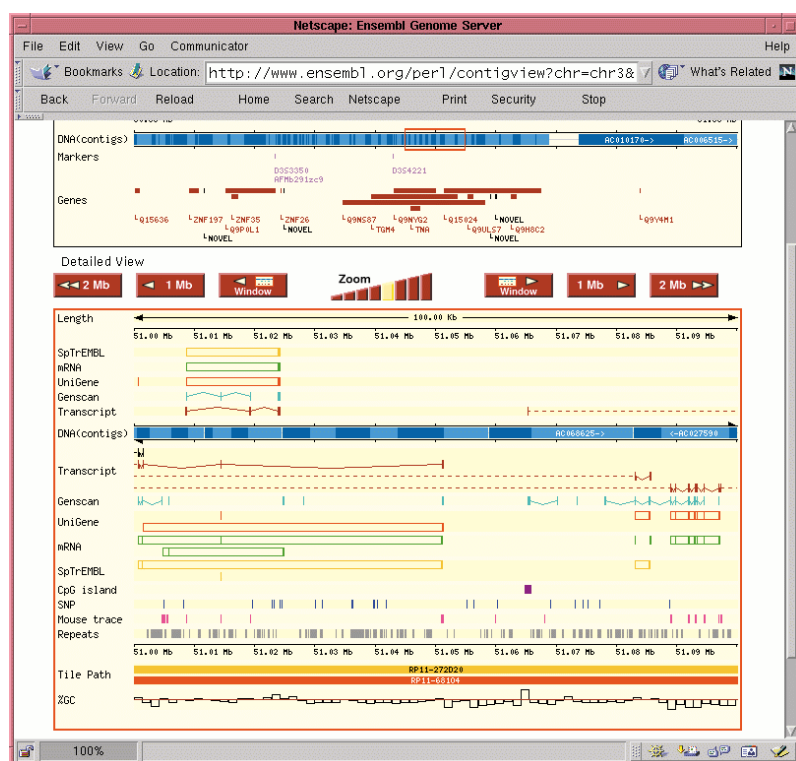 Netscape: Ensembl Genome Server
File Edit View Go Communicator Help
Bookmarks Location: http://www.ensembl.org/perl/contigview?chr=chr3& What's Related N
Back Forward Reload Home Search Netscape Print Security Stop
DNA(contigs) AC010170-> AC006515->
Markers
D3S3350 D3S4221
AFMb291zc9
Genes
Q15636 ZNF197 ZNF35 ZNF26 Q9NS87 Q9NYG2 Q15024 NOVEL Q9Y4M1
Q9P0L1 NOVEL TGM4 TNA Q9ULS7 Q9H8C2
NOVEL NOVEL
Detailed View
<< 2 Mb < 1 Mb < Window Zoom > Window 1 Mb > 2 Mb >>
Length 100.00 Kb
51.00 Mb 51.01 Mb 51.02 Mb 51.03 Mb 51.04 Mb 51.05 Mb 51.06 Mb 51.07 Mb 51.08 Mb 51.09 Mb
SpTrEMBL
mRNA
UniGene
Genscan
Transcript
DNA(contigs) AC068625-> <-AC027590
Transcript
Genscan
UniGene
mRNA
SpTrEMBL
CpG island
SNP
Mouse trace
Repeats
51.00 Mb 51.01 Mb 51.02 Mb 51.03 Mb 51.04 Mb 51.05 Mb 51.06 Mb 51.07 Mb 51.08 Mb 51.09 Mb
RP11-272D20
Tile Path
RP11-68104
%GC
100%